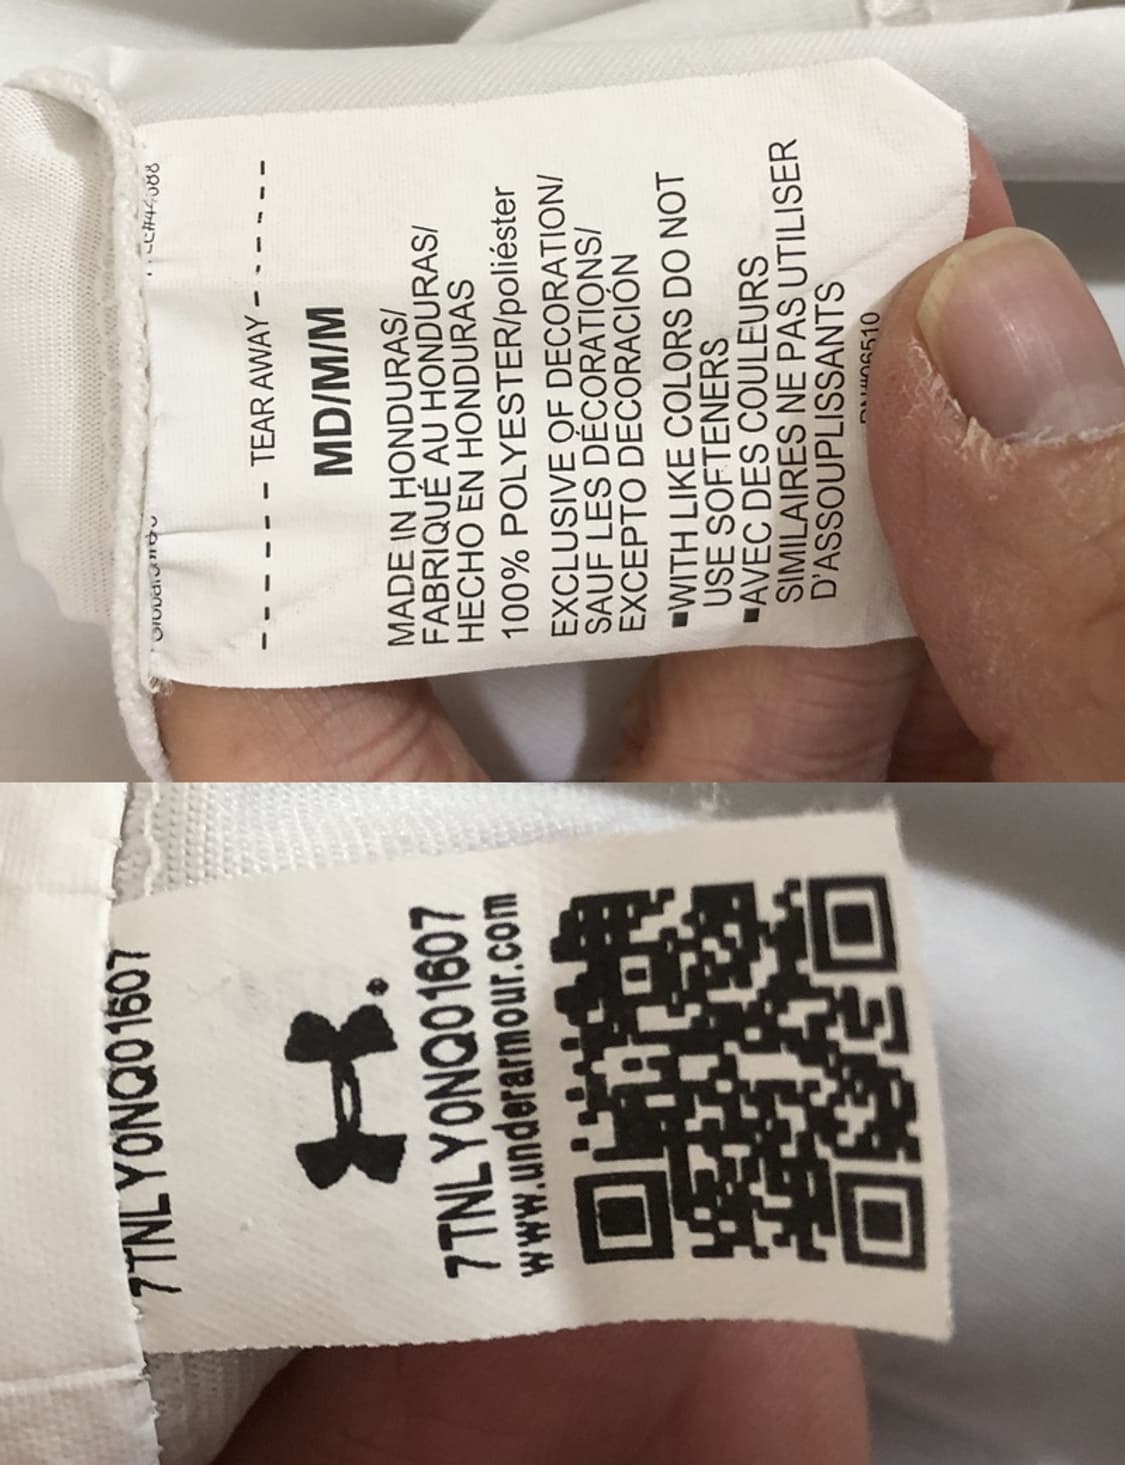 TEAR AWAY
MD/M/M
MADE IN HONDURAS/
FABRIQUÉ AU HONDURAS/
HECHO EN HONDURAS
100% POLYESTER/poliéster
EXCLUSIVE OF DECORATION/
SAUF LES DÉCORATIONS/
EXCEPTO DECORACIÓN
▪WITH LIKE COLORS DO NOT
USE SOFTENERS
▪AVEC DES COULEURS
SIMILAIRES NE PAS UTILISER
D'ASSOUPLISSANTS
7TNLYONQ01607
7TNLYONQ01607
www.underarmour.com